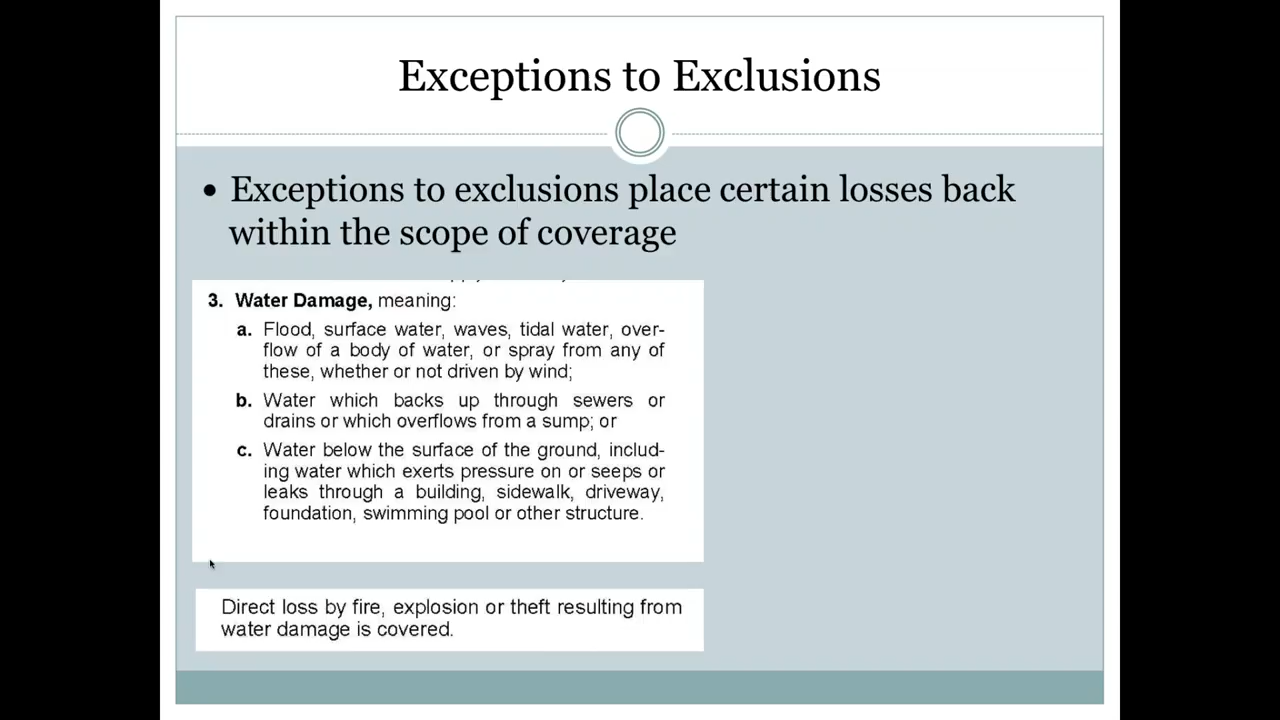 Exceptions to Exclusions
• Exceptions to exclusions place certain losses back
within the scope of coverage
3. Water Damage, meaning:
a. Flood, surface water, waves, tidal water, over-
flow of a body of water, or spray from any of
these, whether or not driven by wind;
b. Water which backs up through sewers or
drains or which overflows from a sump; or
c. Water below the surface of the ground, includ-
ing water which exerts pressure on or seeps or
leaks through a building, sidewalk, driveway,
foundation, swimming pool or other structure.
Direct loss by fire, explosion or theft resulting from
water damage is covered.